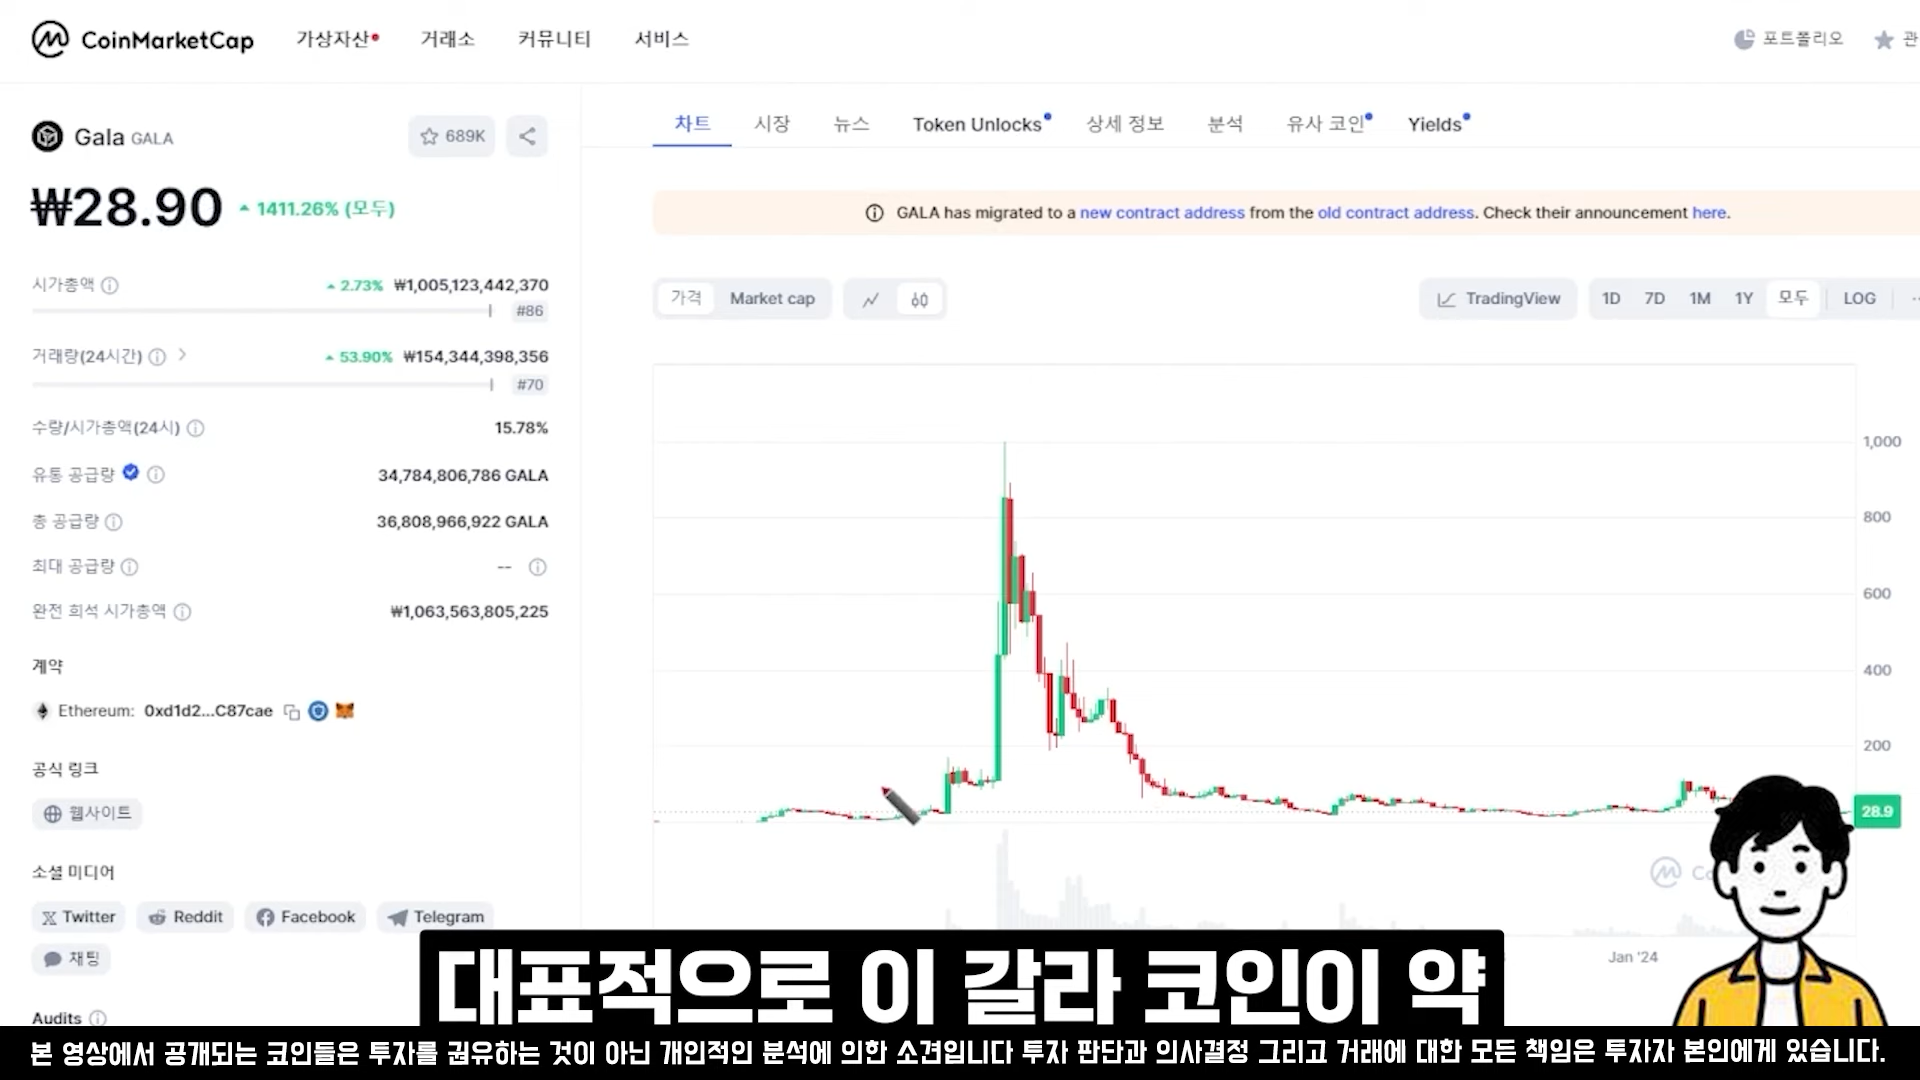 CoinMarketCap 가상자산 거래소 커뮤니티 서비스 포트폴리오 관
Gala GALA 689K
₩28.90 1411.26% (모두)
시가총액 2.73% ₩1,005,123,442,370
#86
거래량(24시간) 53.90% ₩154,344,398,356
#70
수량/시가총액(24시) 15.78%
유통 공급량 34,784,806,786 GALA
총 공급량 36,808,966,922 GALA
최대 공급량 --
완전 희석 시가총액 ₩1,063,563,805,225
계약
Ethereum: 0xd1d2...C87cae
공식 링크
웹사이트
소셜 미디어
Twitter Reddit Facebook Telegram
채팅
Audits
차트 시장 뉴스 Token Unlocks 상세 정보 분석 유사 코인 Yields
GALA has migrated to a new contract address from the old contract address. Check their announcement here.
가격 Market cap TradingView 1D 7D 1M 1Y 모두 LOG
1,000
800
600
400
200
28.9
Jan '24
대표적으로 이 갈라 코인이 약
본 영상에서 공개되는 코인들은 투자를 권유하는 것이 아닌 개인적인 분석에 의한 소견입니다 투자 판단과 의사결정 그리고 거래에 대한 모든 책임은 투자자 본인에게 있습니다.